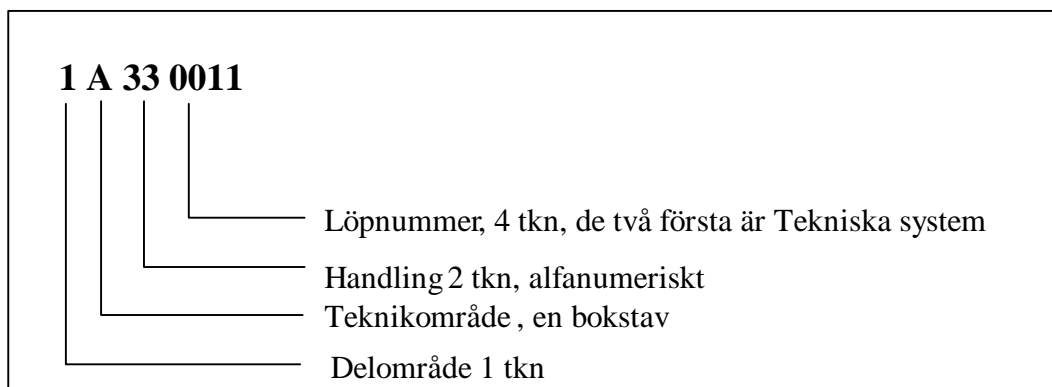 1 A 33 0011
Löpnummer, 4 tkn, de två första är Tekniska system
Handling 2 tkn, alfanumeriskt
Teknikområde , en bokstav
Delområde 1 tkn